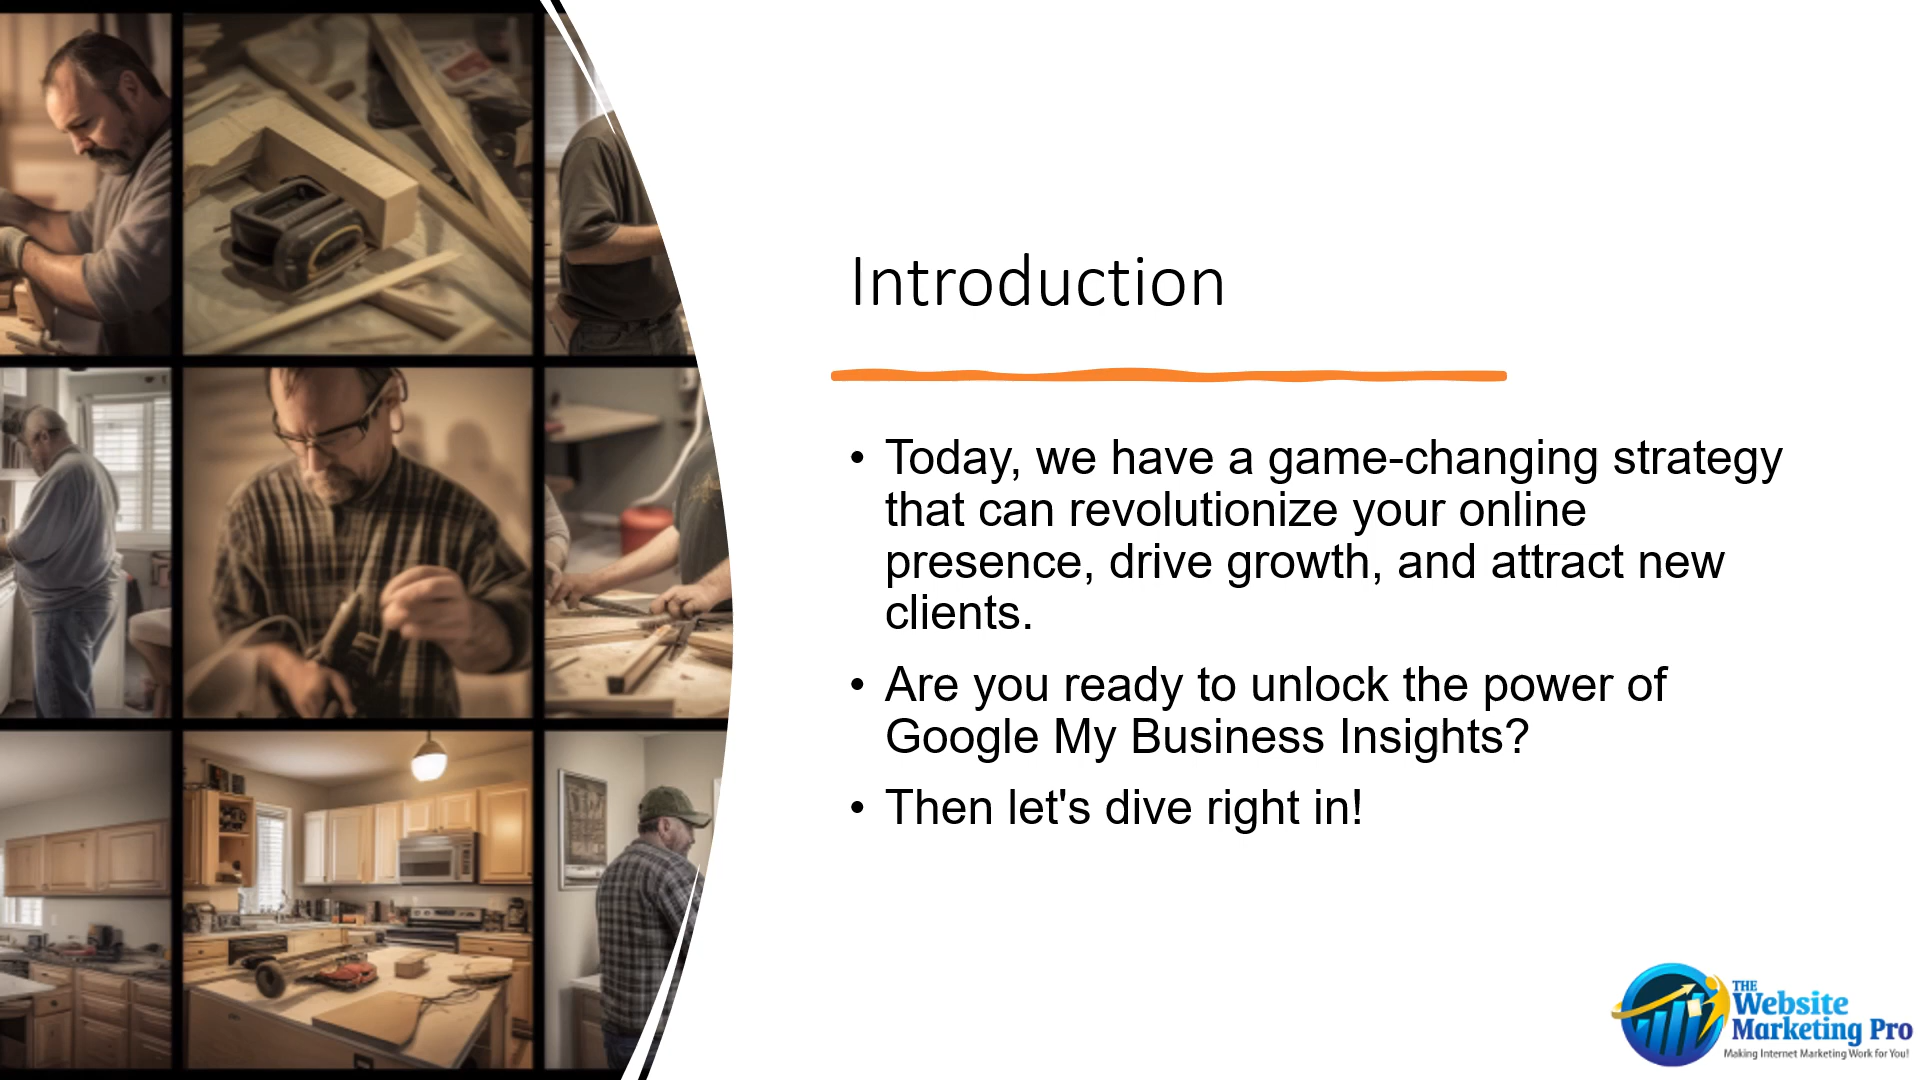 Introduction
• Today, we have a game-changing strategy
that can revolutionize your online
presence, drive growth, and attract new
clients.
• Are you ready to unlock the power of
Google My Business Insights?
• Then let's dive right in!
THE
Website
Marketing Pro
Making Internet Marketing Work for You!